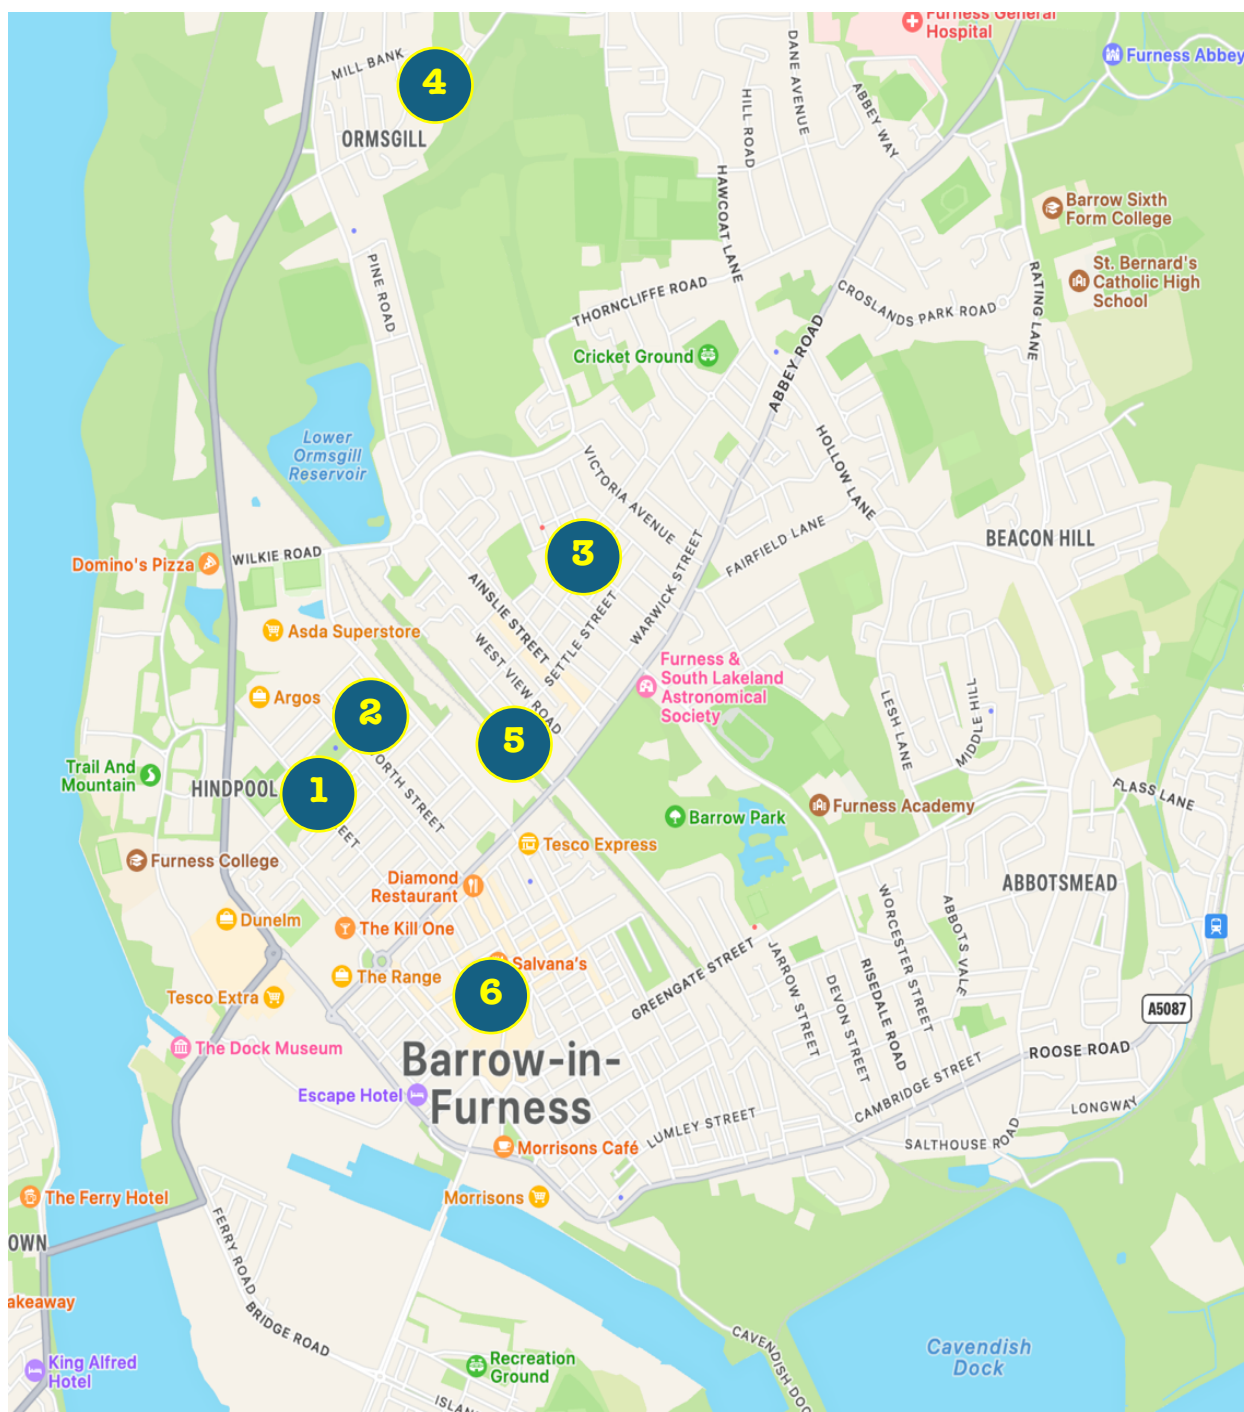 Furness General
Hospital
Furness Abbey
MILL BANK
4
ORMSGILL
DANE AVENUE
HILL ROAD
ABBEY WAY
HAWCOAT LANE
Barrow Sixth
Form College
St. Bernard's
Catholic High
School
PINE ROAD
THORNCLIFFE ROAD
CROSLANDS PARK ROAD
RATING LANE
Cricket Ground
ABBEY ROAD
Lower
Ormsgill
Reservoir
HOLLOW LANE
VICTORIA AVENUE
BEACON HILL
Domino's Pizza
WILKIE ROAD
3
FAIRFIELD LANE
WARWICK STREET
AINSLIE STREET
SETTLE STREET
WEST VIEW ROAD
Asda Superstore
Furness &
South Lakeland
Astronomical
Society
Argos
2
5
LESH LANE
MIDDLE HILL
Trail And
Mountain
HINDPOOL
1
ORTH STREET
EET
FLASS LANE
Furness Academy
Barrow Park
Tesco Express
Furness College
Diamond
Restaurant
ABBOTSMEAD
Dunelm
The Kill One
WORCESTER STREET
ABBOTS VALE
Salvana's
The Range
6
GREENGATE STREET
JARROW STREET
DEVON STREET
RISEDALE ROAD
Tesco Extra
A5087
The Dock Museum
Barrow-in-
Furness
ROOSE ROAD
Escape Hotel
CAMBRIDGE STREET
LONGWAY
LUMLEY STREET
SALTHOUSE ROAD
Morrisons Café
The Ferry Hotel
Morrisons
OWN
FERRY ROAD
akeaway
BRIDGE ROAD
King Alfred
Hotel
Recreation
Ground
CAVENDISH DOC
Cavendish
Dock
ISLAN